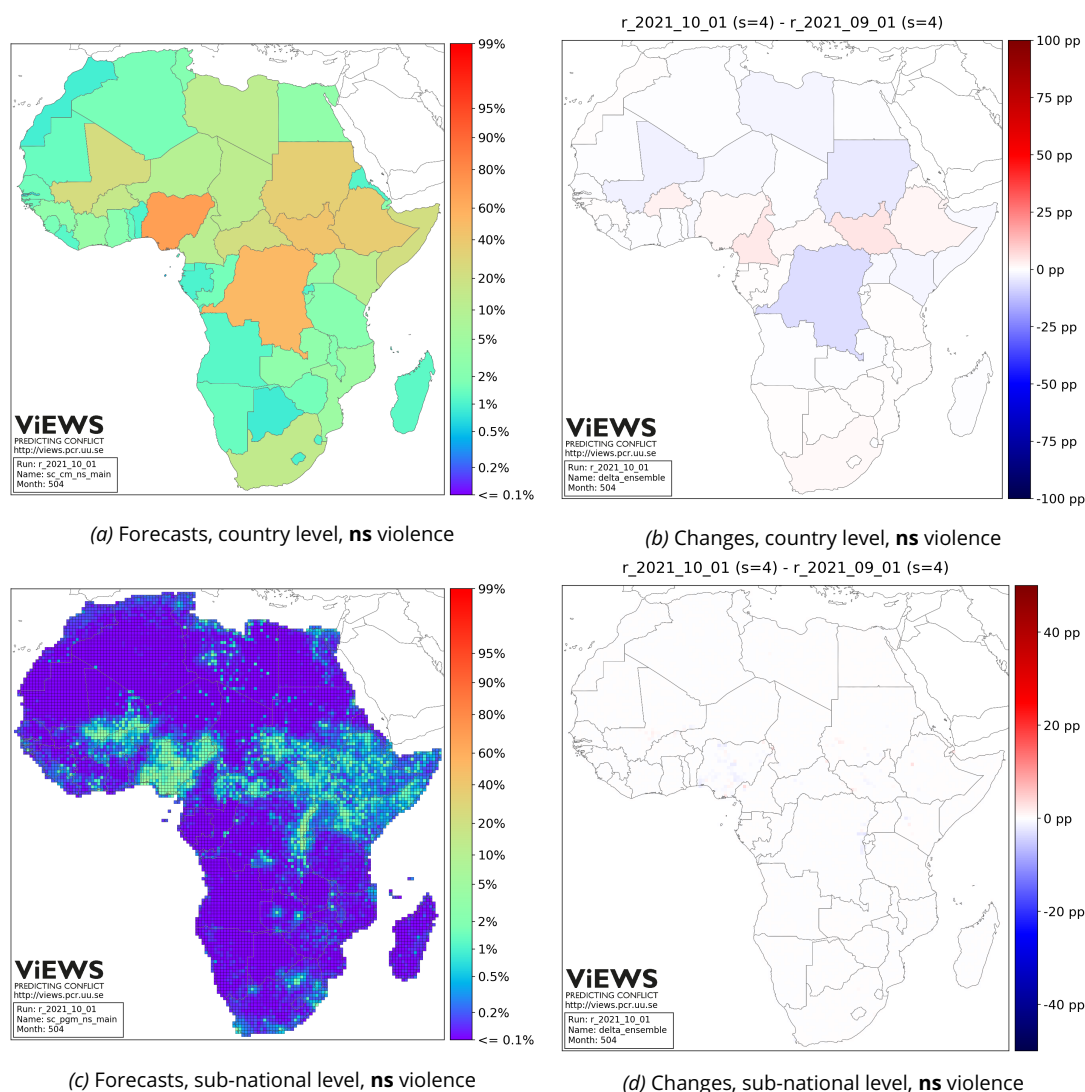 99%
95%
90%
80%
60%
40%
20%
10%
5%
2%
1%
0.5%
0.2%
<= 0.1%
ViEWS
PREDICTING CONFLICT
http://views.pcr.uu.se
Run: r_2021_10_01
Name: sc_cm_ns_main
Month: 504
(a) Forecasts, country level, ns violence
r_2021_10_01 (s=4) - r_2021_09_01 (s=4)
100 pp
75 pp
50 pp
25 pp
0 pp
-25 pp
-50 pp
-75 pp
-100 pp
ViEWS
PREDICTING CONFLICT
http://views.pcr.uu.se
Run: r_2021_10_01
Name: delta_ensemble
Month: 504
(b) Changes, country level, ns violence
99%
95%
90%
80%
60%
40%
20%
10%
5%
2%
1%
0.5%
0.2%
<= 0.1%
ViEWS
PREDICTING CONFLICT
http://views.pcr.uu.se
Run: r_2021_10_01
Name: sc_pgm_ns_main
Month: 504
(c) Forecasts, sub-national level, ns violence
r_2021_10_01 (s=4) - r_2021_09_01 (s=4)
40 pp
20 pp
0 pp
-20 pp
-40 pp
ViEWS
PREDICTING CONFLICT
http://views.pcr.uu.se
Run: r_2021_10_01
Name: delta_ensemble
Month: 504
(d) Changes, sub-national level, ns violence